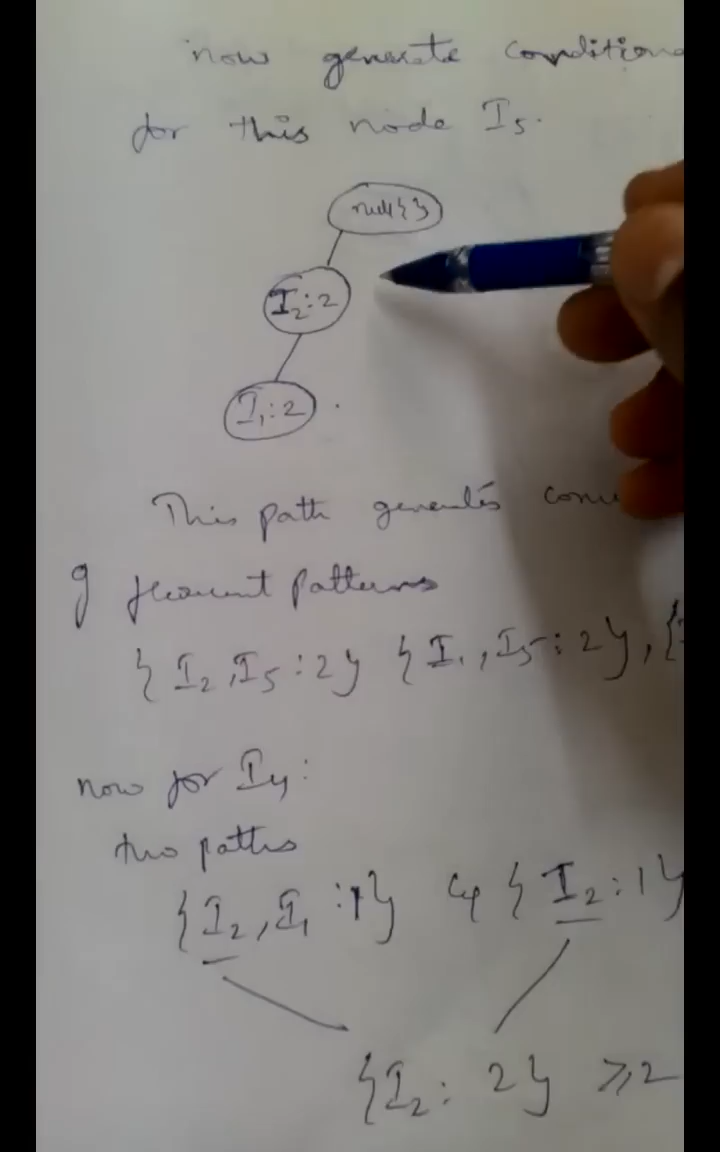 now generate condition
for this node I5.
null{}
I2:2
I1:2
This path generates
g frequent patterns
{I2, I5 : 2} {I1, I5 : 2}, {
now for I4:
two paths
{I2, I1 : 1} & {I2 : 1}
{I2 : 2} ≥ 2